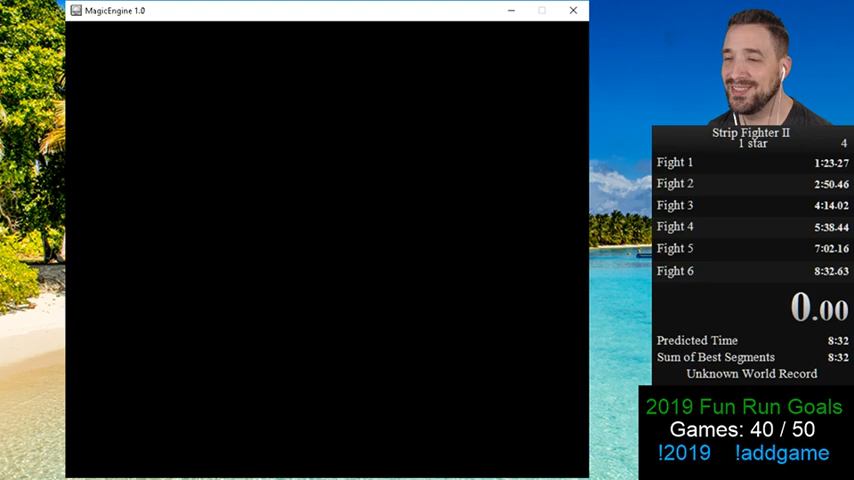 MagicEngine 1.0
Strip Fighter II
1 star 4
Fight 1 1:23.27
Fight 2 2:50.46
Fight 3 4:14.02
Fight 4 5:38.44
Fight 5 7:02.16
Fight 6 8:32.63
0.00
Predicted Time 8:32
Sum of Best Segments 8:32
Unknown World Record
2019 Fun Run Goals
Games: 40 / 50
!2019 !addgame